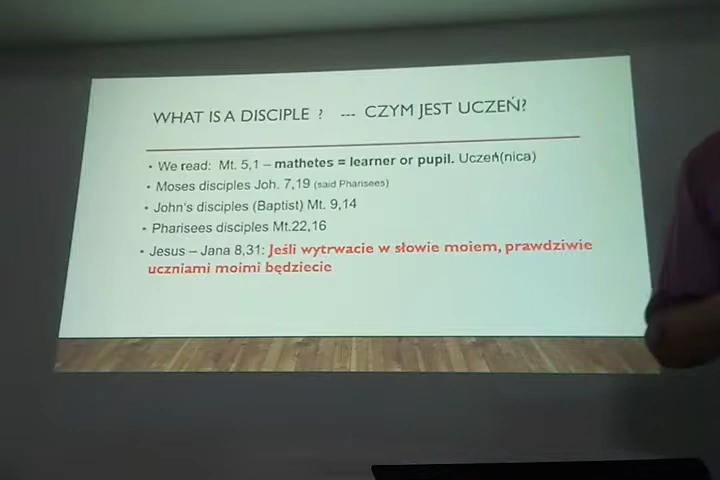 WHAT IS A DISCIPLE ? --- CZYM JEST UCZEŃ?
• We read: Mt. 5,1 – mathetes = learner or pupil. Uczeń(nica)
• Moses disciples Joh. 7,19 (said Pharisees)
• John's disciples (Baptist) Mt. 9,14
• Pharisees disciples Mt.22,16
• Jesus – Jana 8,31: Jeśli wytrwacie w słowie moiem, prawdziwie
uczniami moimi będziecie